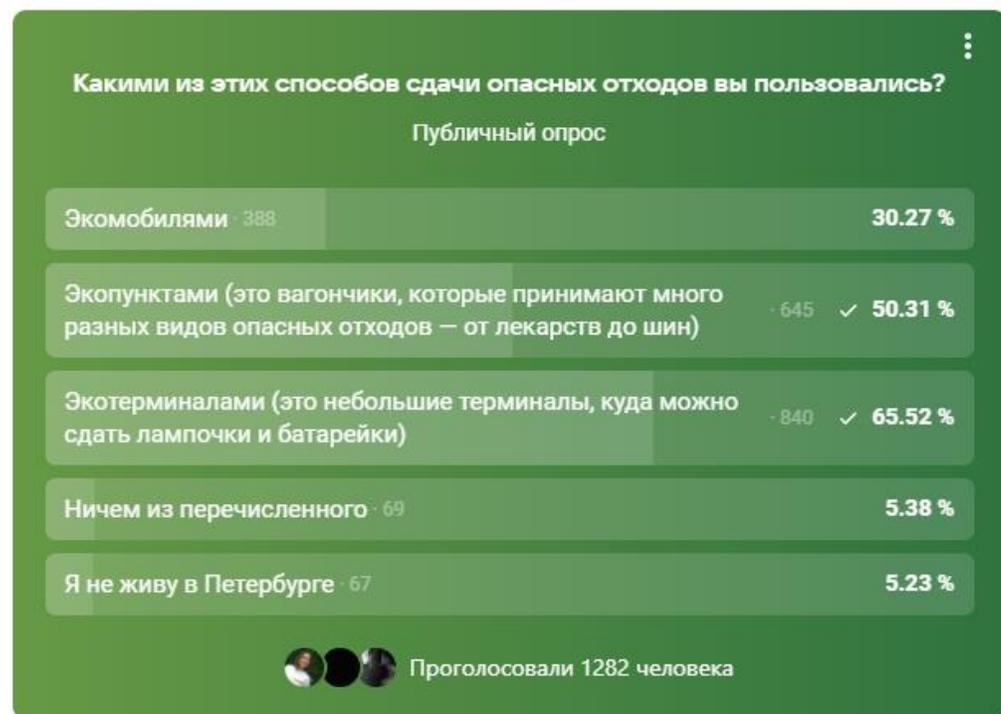 Какими из этих способов сдачи опасных отходов вы пользовались?
Публичный опрос
Экомобилями · 388 30.27 %
Экопунктами (это вагончики, которые принимают много
разных видов опасных отходов — от лекарств до шин) · 645 ✓ 50.31 %
Экотерминалами (это небольшие терминалы, куда можно
сдать лампочки и батарейки) · 840 ✓ 65.52 %
Ничем из перечисленного · 69 5.38 %
Я не живу в Петербурге · 67 5.23 %
Проголосовали 1282 человека